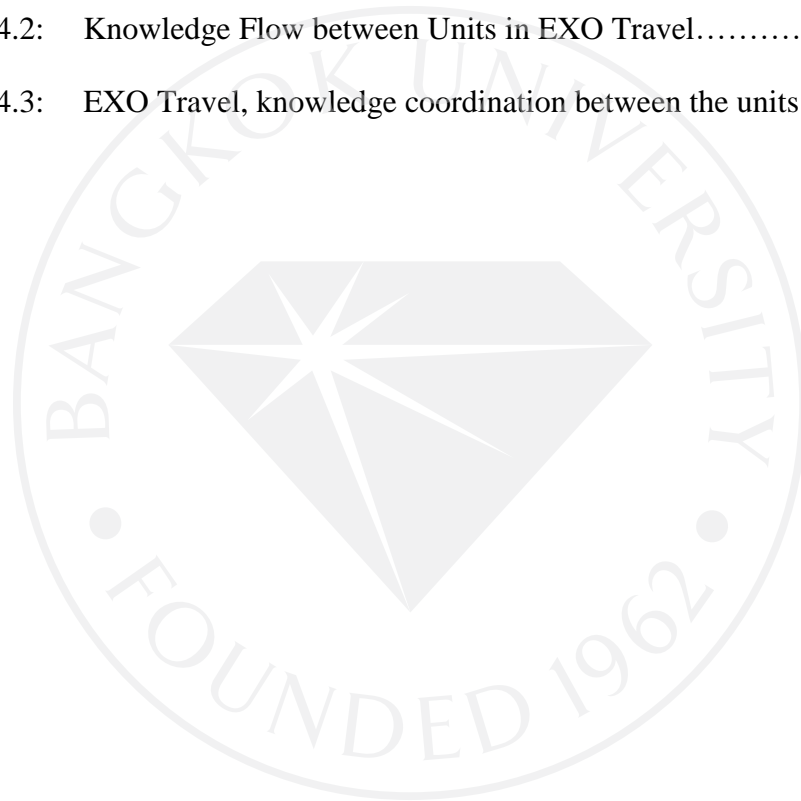 4.2: Knowledge Flow between Units in EXO Travel……….
4.3: EXO Travel, knowledge coordination between the units
BANGKOK UNIVERSITY
• FOUNDED 1962 •